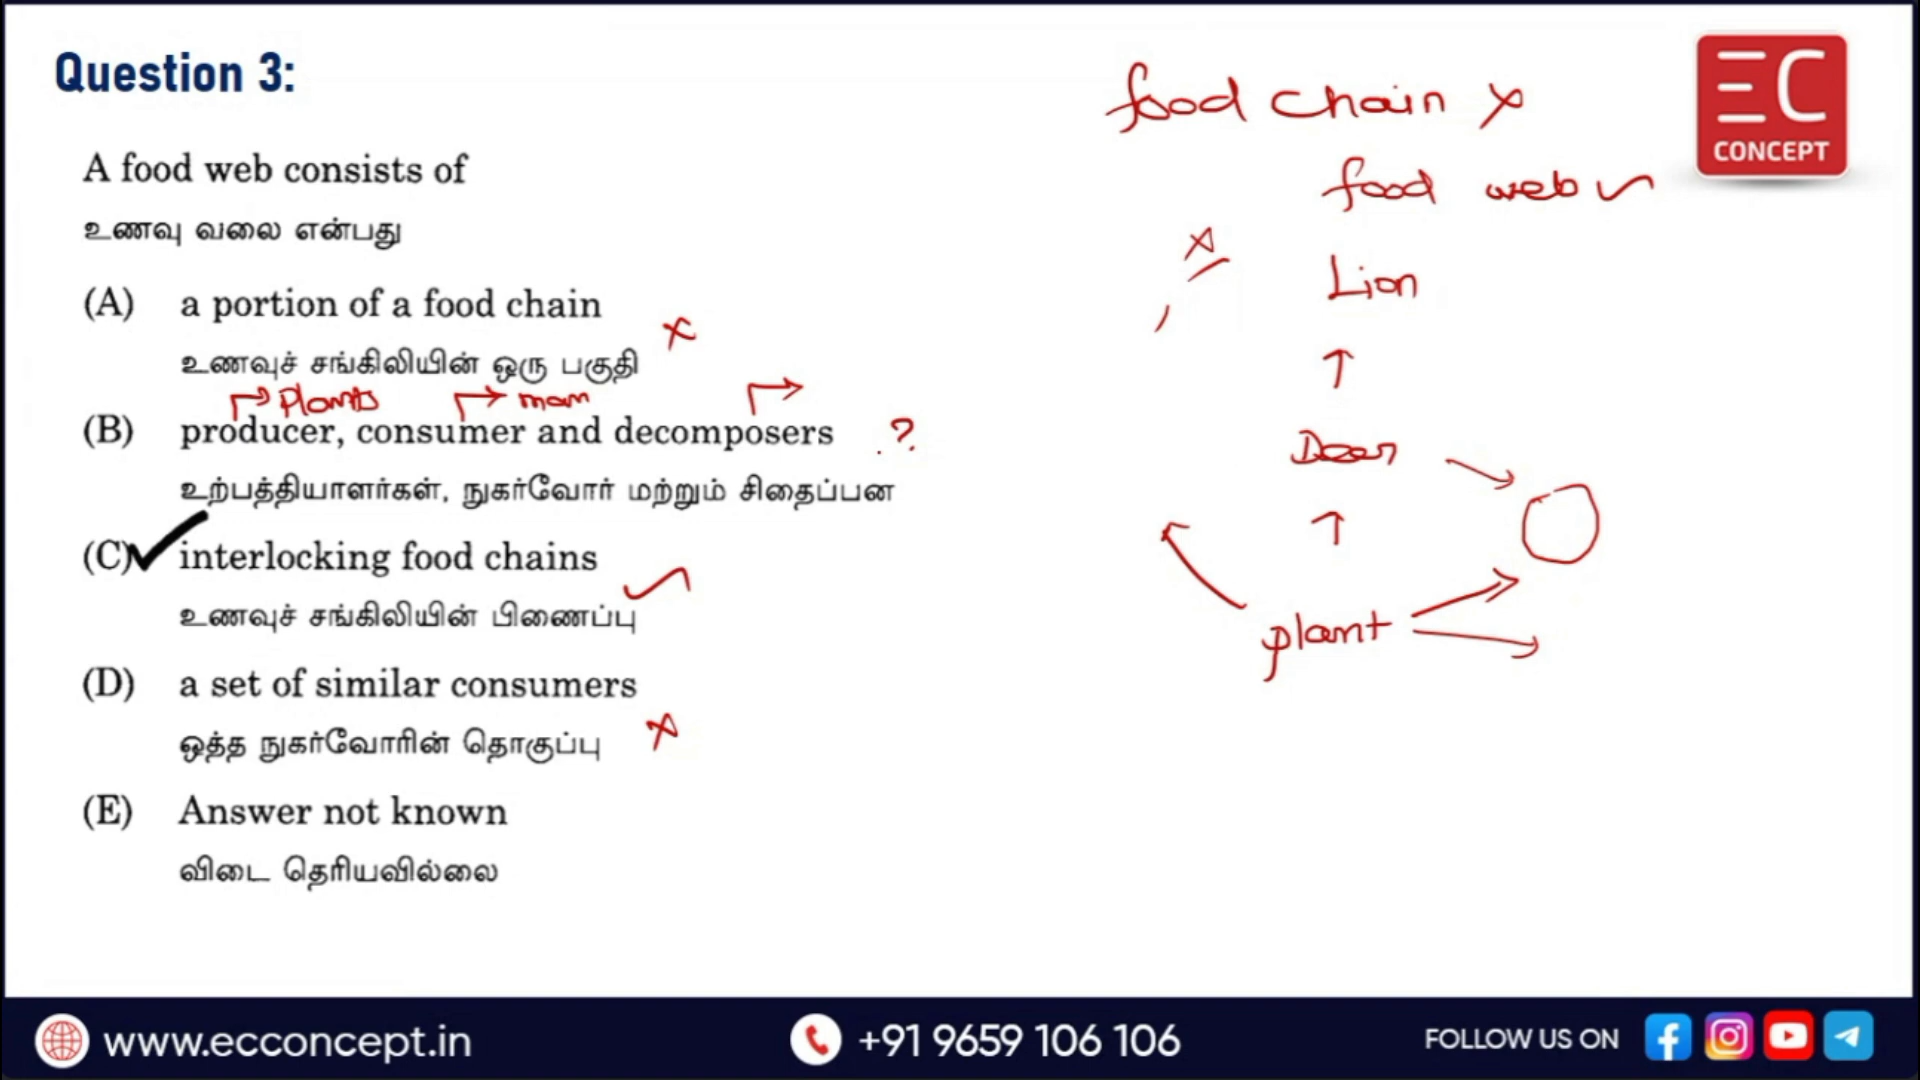 Question 3:
food chain x
EC
CONCEPT
food web ✓
A food web consists of
உணவு வலை என்பது
Lion
(A) a portion of a food chain
உணவுச் சங்கிலியின் ஒரு பகுதி x
Plants man
(B) producer, consumer and decomposers ?
உற்பத்தியாளர்கள், நுகர்வோர் மற்றும் சிதைப்பன
Deer
(C) ✓ interlocking food chains
உணவுச் சங்கிலியின் பிணைப்பு ✓
plant
(D) a set of similar consumers
ஒத்த நுகர்வோரின் தொகுப்பு x
(E) Answer not known
விடை தெரியவில்லை
www.ecconcept.in
+91 9659 106 106
FOLLOW US ON